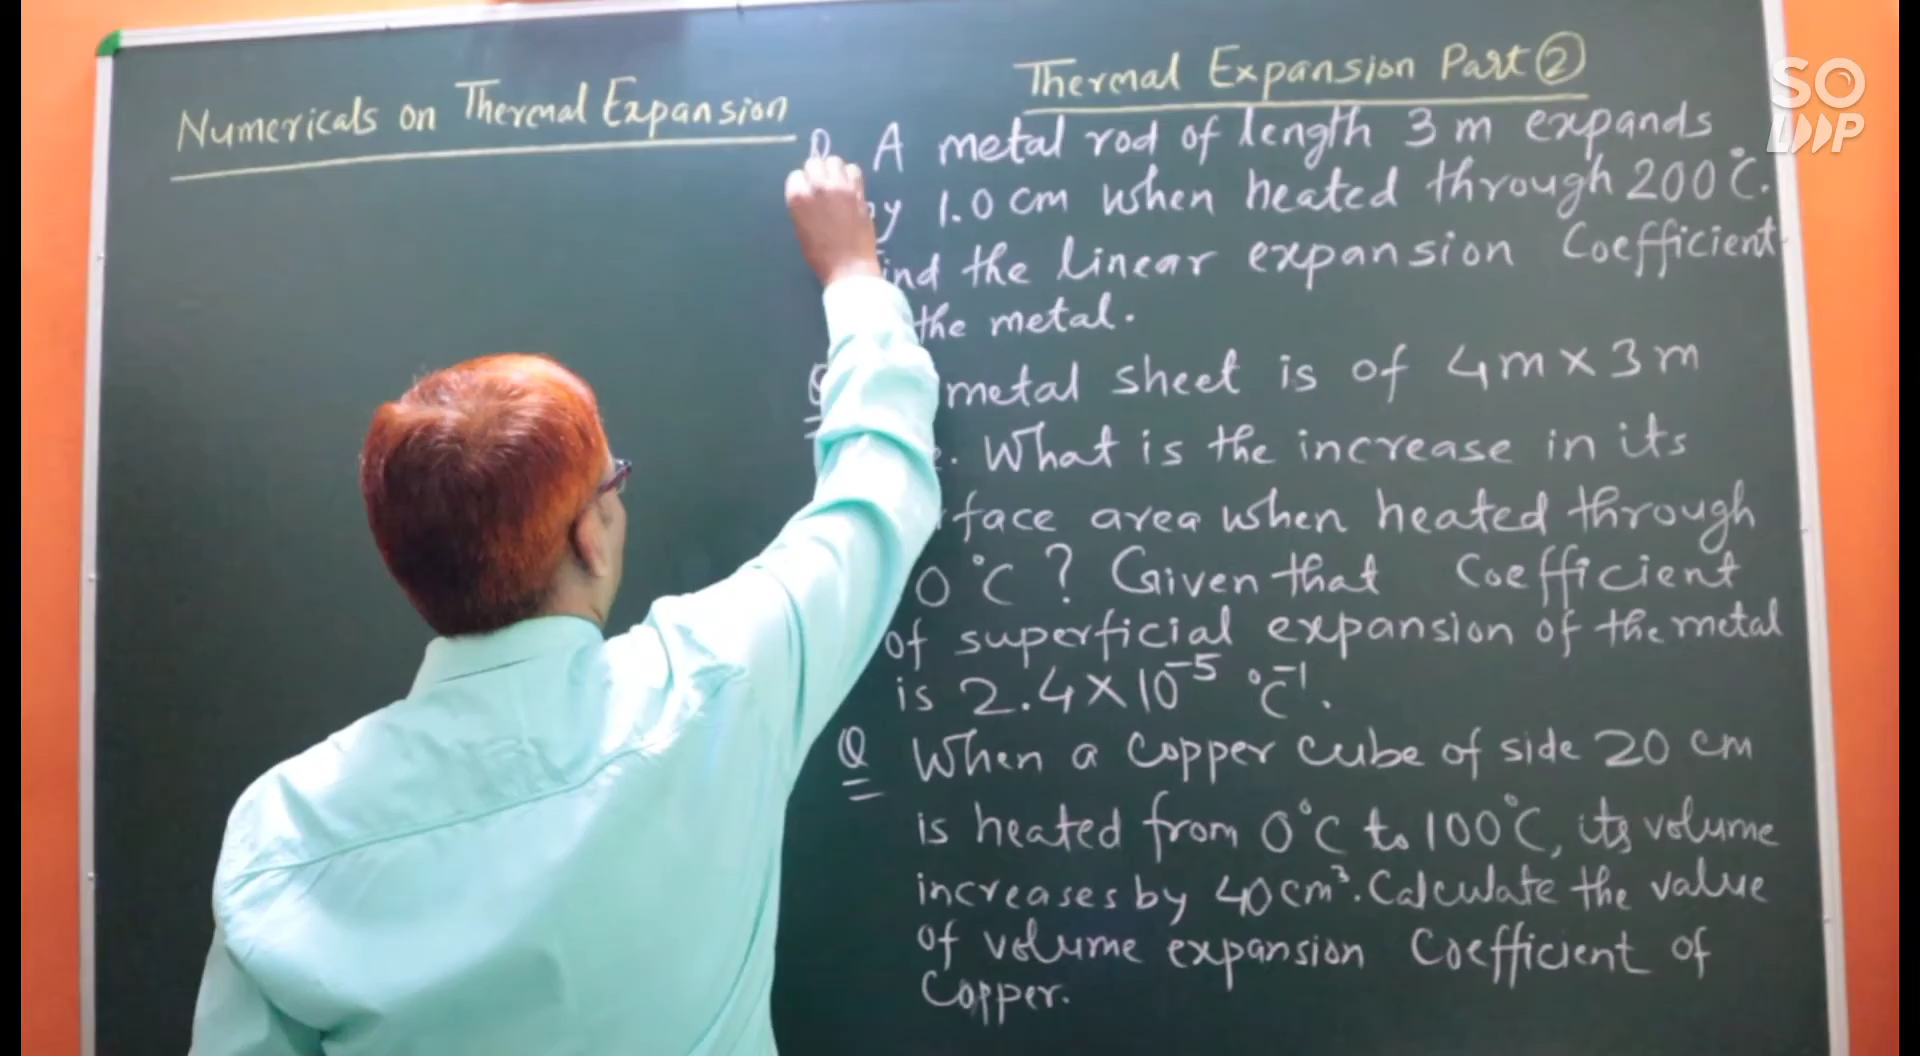 Numericals on Thermal Expansion
Thermal Expansion Part 2
A metal rod of length 3 m expands
1.0 cm when heated through 200°C.
the linear expansion Coefficient
the metal.
metal sheet is of 4m × 3m
What is the increase in its
area when heated through
°C? Given that Coefficient
of superficial expansion of the metal
is 2.4 × 10⁻⁵ °C⁻¹.
Q When a Copper cube of side 20 cm
is heated from 0°C to 100°C, its volume
increases by 40 cm³. Calculate the value
of volume expansion Coefficient of
Copper.
SO
LOOP